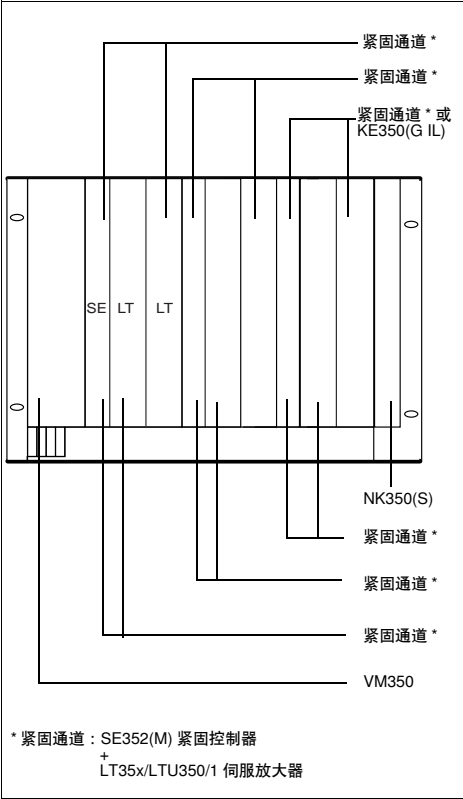 紧固通道 *
紧固通道 *
紧固通道 * 或
KE350(G IL)
SE LT LT
NK350(S)
紧固通道 *
紧固通道 *
紧固通道 *
VM350
* 紧固通道：SE352(M) 紧固控制器
+
LT35x/LTU350/1 伺服放大器